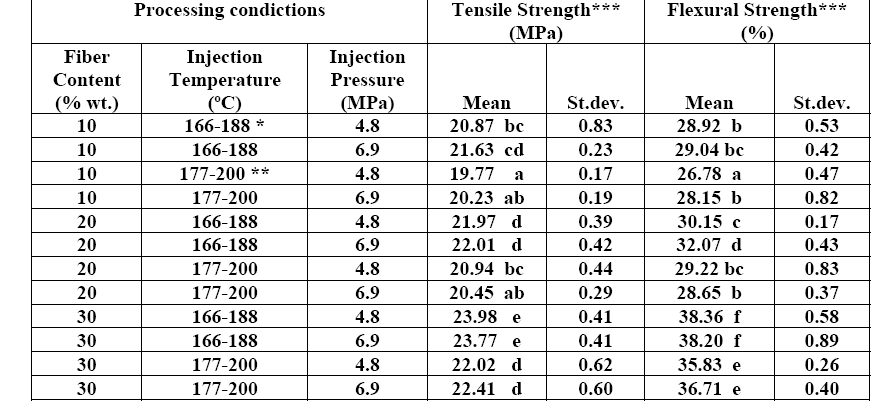 Processing condictions Tensile Strength*** (MPa) Flexural Strength*** (%)
Fiber Content (% wt.) Injection Temperature (ºC) Injection Pressure (MPa) Mean St.dev. Mean St.dev.
10 166-188 * 4.8 20.87 bc 0.83 28.92 b 0.53
10 166-188 6.9 21.63 cd 0.23 29.04 bc 0.42
10 177-200 ** 4.8 19.77 a 0.17 26.78 a 0.47
10 177-200 6.9 20.23 ab 0.19 28.15 b 0.82
20 166-188 4.8 21.97 d 0.39 30.15 c 0.17
20 166-188 6.9 22.01 d 0.42 32.07 d 0.43
20 177-200 4.8 20.94 bc 0.44 29.22 bc 0.83
20 177-200 6.9 20.45 ab 0.29 28.65 b 0.37
30 166-188 4.8 23.98 e 0.41 38.36 f 0.58
30 166-188 6.9 23.77 e 0.41 38.20 f 0.89
30 177-200 4.8 22.02 d 0.62 35.83 e 0.26
30 177-200 6.9 22.41 d 0.60 36.71 e 0.40